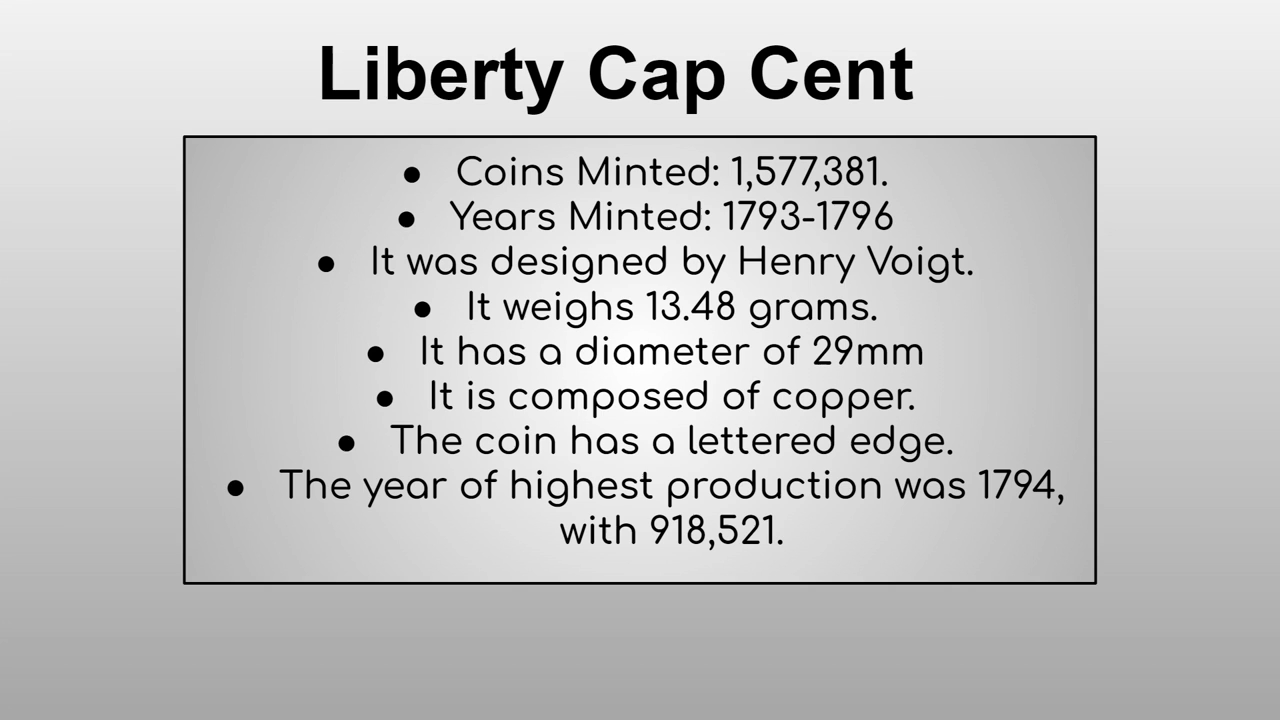 Liberty Cap Cent
● Coins Minted: 1,577,381.
● Years Minted: 1793-1796
● It was designed by Henry Voigt.
● It weighs 13.48 grams.
● It has a diameter of 29mm
● It is composed of copper.
● The coin has a lettered edge.
● The year of highest production was 1794,
with 918,521.